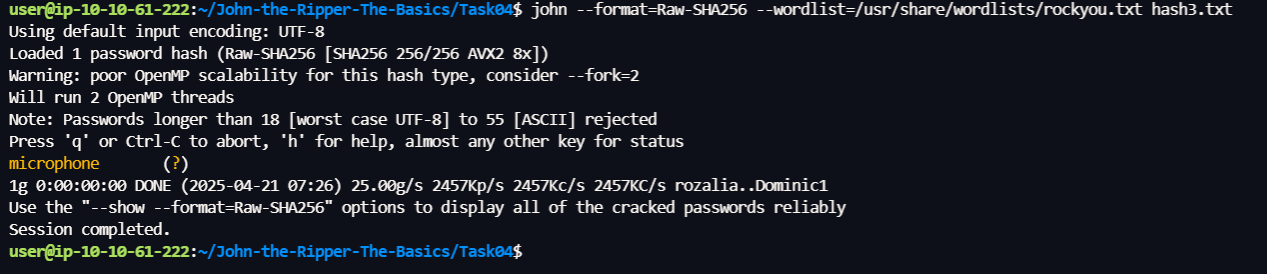 user@ip-10-10-61-222:~/John-the-Ripper-The-Basics/Task04$ john --format=Raw-SHA256 --wordlist=/usr/share/wordlists/rockyou.txt hash3.txt
Using default input encoding: UTF-8
Loaded 1 password hash (Raw-SHA256 [SHA256 256/256 AVX2 8x])
Warning: poor OpenMP scalability for this hash type, consider --fork=2
Will run 2 OpenMP threads
Note: Passwords longer than 18 [worst case UTF-8] to 55 [ASCII] rejected
Press 'q' or Ctrl-C to abort, 'h' for help, almost any other key for status
microphone       (?)
1g 0:00:00:00 DONE (2025-04-21 07:26) 25.00g/s 2457Kp/s 2457Kc/s 2457KC/s rozalia..Dominic1
Use the "--show --format=Raw-SHA256" options to display all of the cracked passwords reliably
Session completed.
user@ip-10-10-61-222:~/John-the-Ripper-The-Basics/Task04$